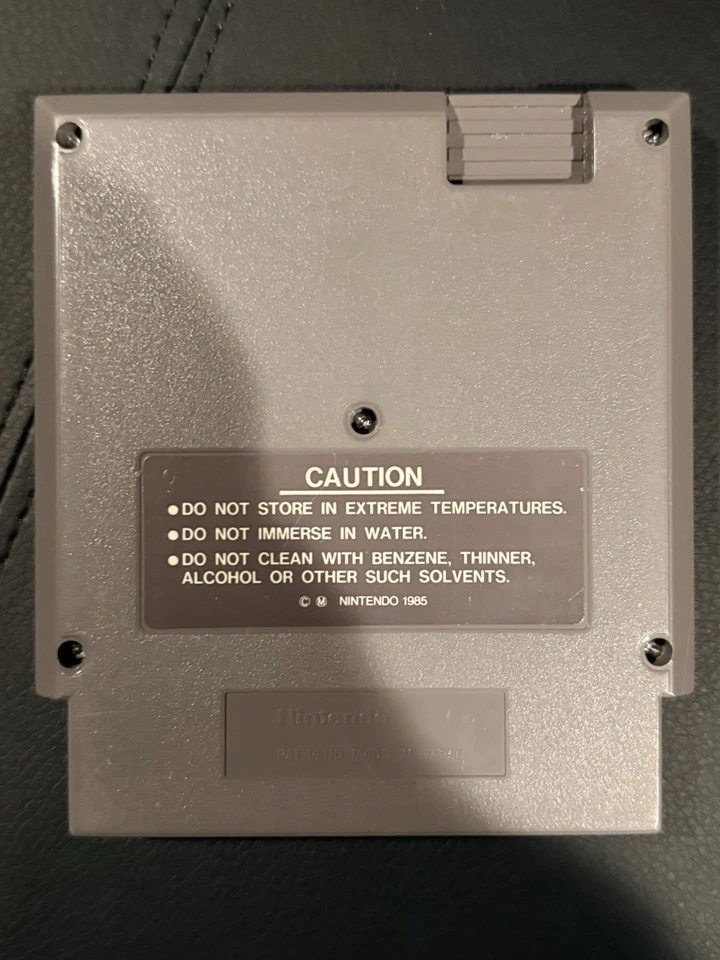 CAUTION
●DO NOT STORE IN EXTREME TEMPERATURES.
●DO NOT IMMERSE IN WATER.
●DO NOT CLEAN WITH BENZENE, THINNER,
ALCOHOL OR OTHER SUCH SOLVENTS.
© Ⓜ NINTENDO 1985
Nintendo